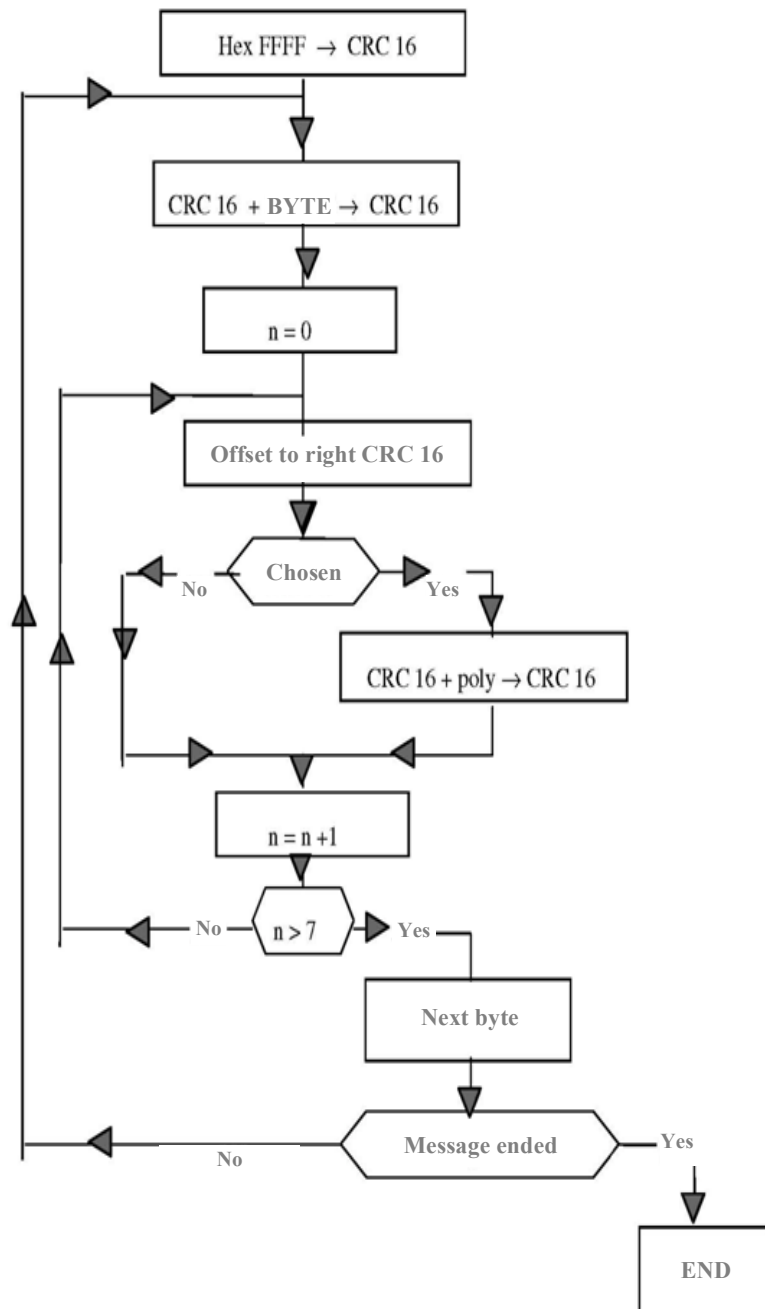 Hex FFFF → CRC 16
CRC 16 + BYTE → CRC 16
n = 0
Offset to right CRC 16
Chosen
No
Yes
CRC 16 + poly → CRC 16
n = n +1
n > 7
No
Yes
Next byte
Message ended
No
Yes
END